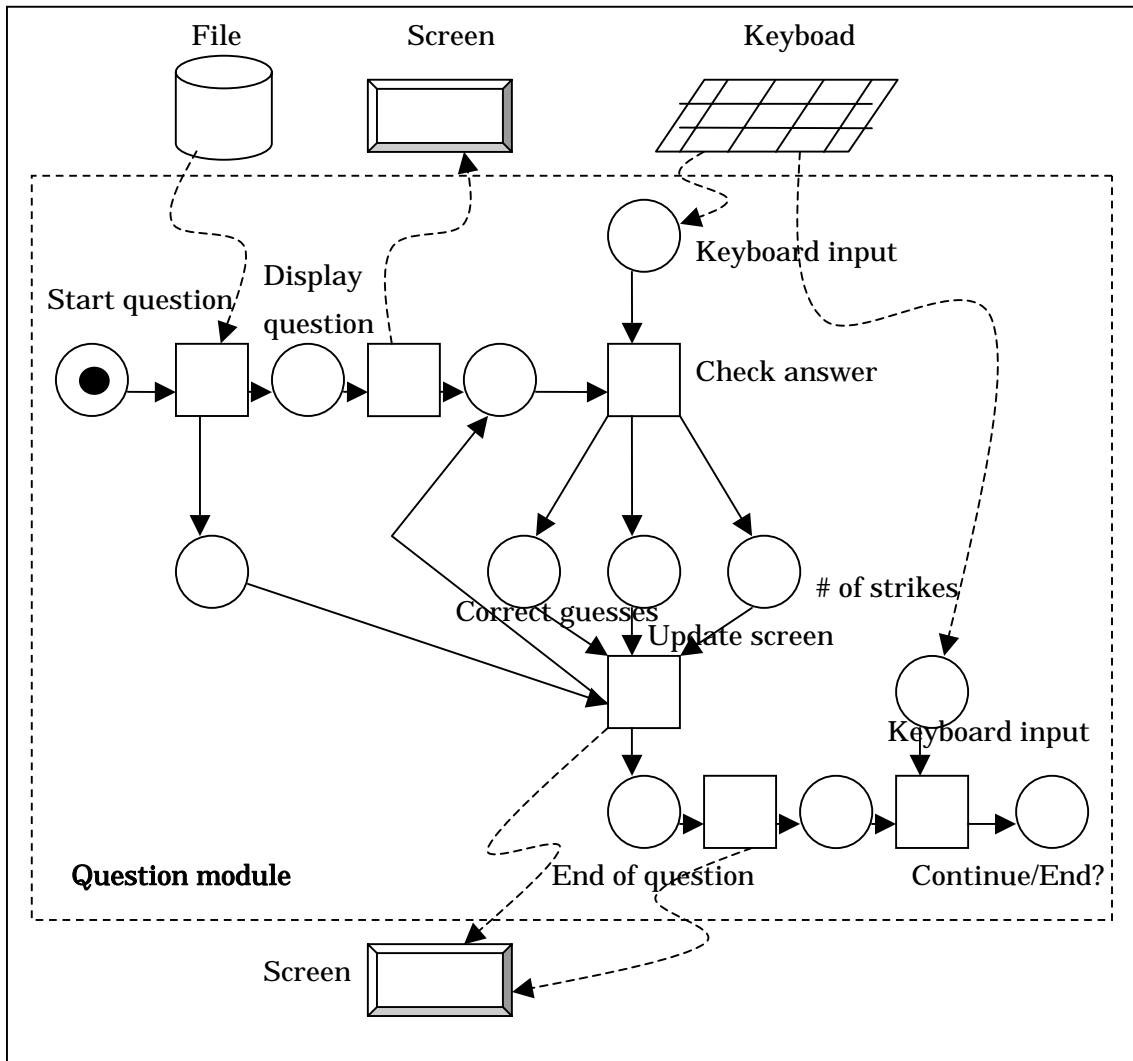 File
Screen
Keyboad
Keyboard input
Display
question
Start question
Check answer
# of strikes
Correct guesses
Update screen
Keyboard input
Question module
End of question
Continue/End?
Screen